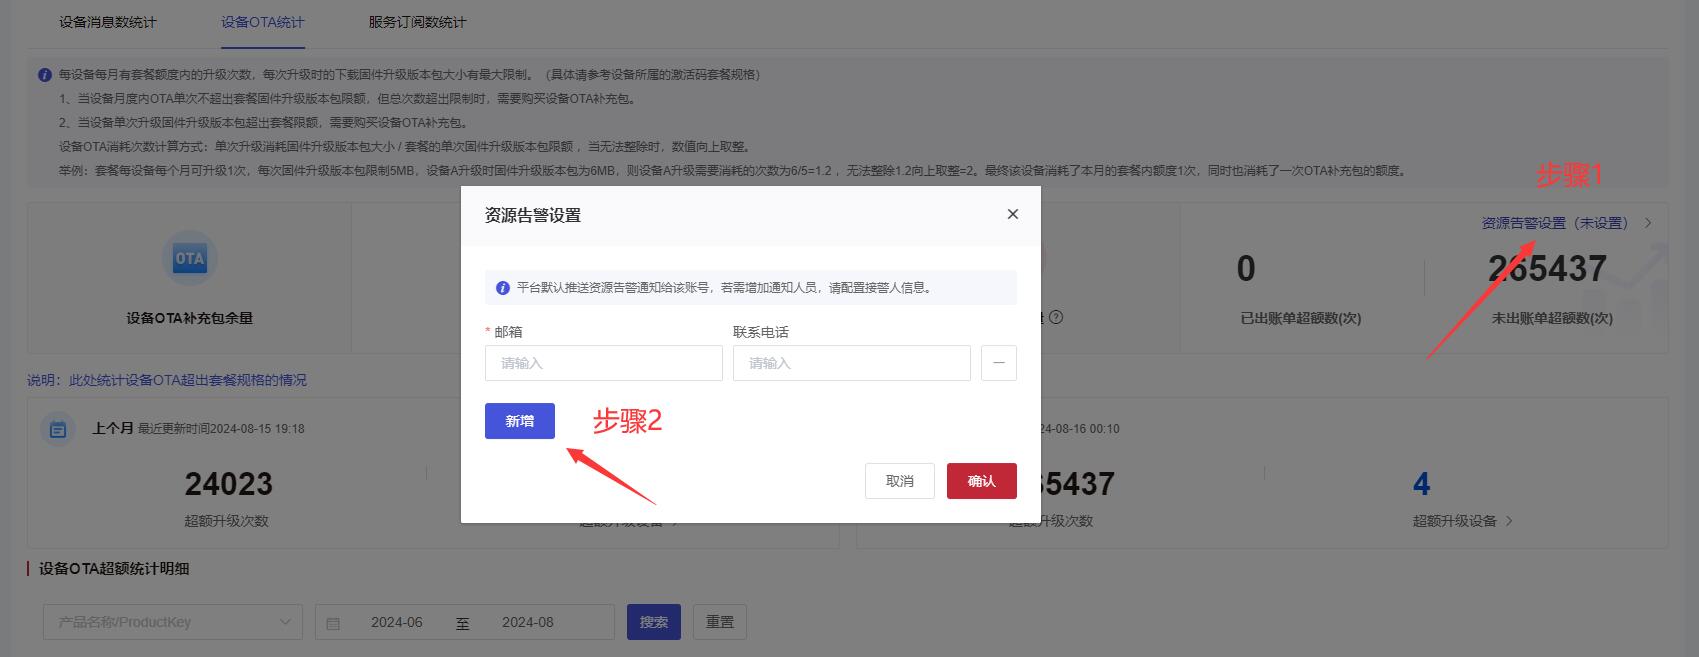 设备消息数统计
设备OTA统计
服务订阅数统计
每设备每月有套餐额度内的升级次数，每次升级时的下载固件升级版本包大小有最大限制。（具体请参考设备所属的激活码套餐规格）
1、当设备月度内OTA单次不超出套餐固件升级版本包限额，但总次数超出限制时，需要购买设备OTA补充包。
2、当设备单次升级固件升级版本包超出套餐限额，需要购买设备OTA补充包。
设备OTA消耗次数计算方式：单次升级消耗固件升级版本包大小 / 套餐的单次固件升级版本包限额 ，当无法整除时，数值向上取整。
举例：套餐每设备每个月可升级1次，每次固件升级版本包限制5MB，设备A升级时固件升级版本包为6MB，则设备A升级需要消耗的次数为6/5=1.2 ，无法整除1.2向上取整=2。最终该设备消耗了本月的套餐内额度1次，同时也消耗了一次OTA补充包的额度。
步骤1
资源告警设置（未设置）
OTA
设备OTA补充包余量
0
已出账单超额数(次)
265437
未出账单超额数(次)
资源告警设置
平台默认推送资源告警通知给该账号，若需增加通知人员，请配置接警人信息。
* 邮箱
联系电话
请输入
请输入
新增
步骤2
取消
确认
说明：此处统计设备OTA超出套餐规格的情况
上个月 最近更新时间2024-08-15 19:18
24-08-16 00:10
24023
超额升级次数
超额升级设备
5437
超额升级次数
4
超额升级设备
设备OTA超额统计明细
产品名称/ProductKey
2024-06 至 2024-08
搜索
重置